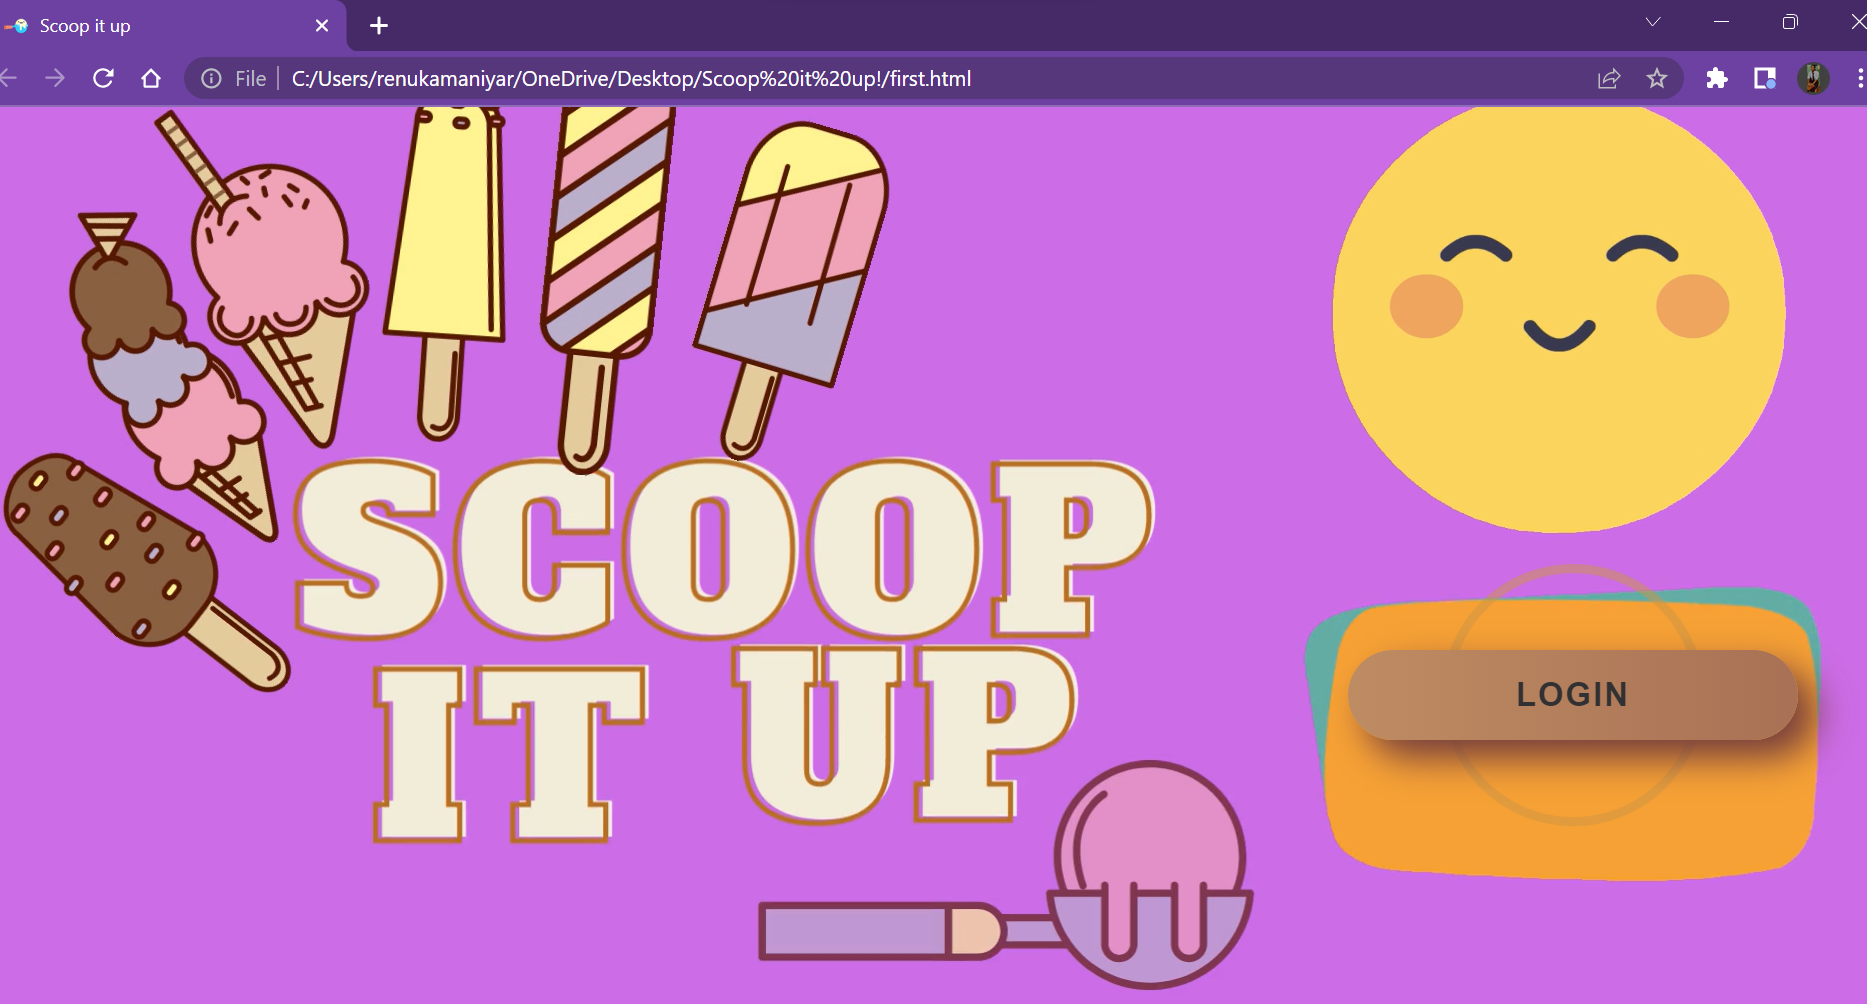 Scoop it up
File
C:/Users/renukamaniyar/OneDrive/Desktop/Scoop%20it%20up!/first.html
SCOOP
IT UP
LOGIN